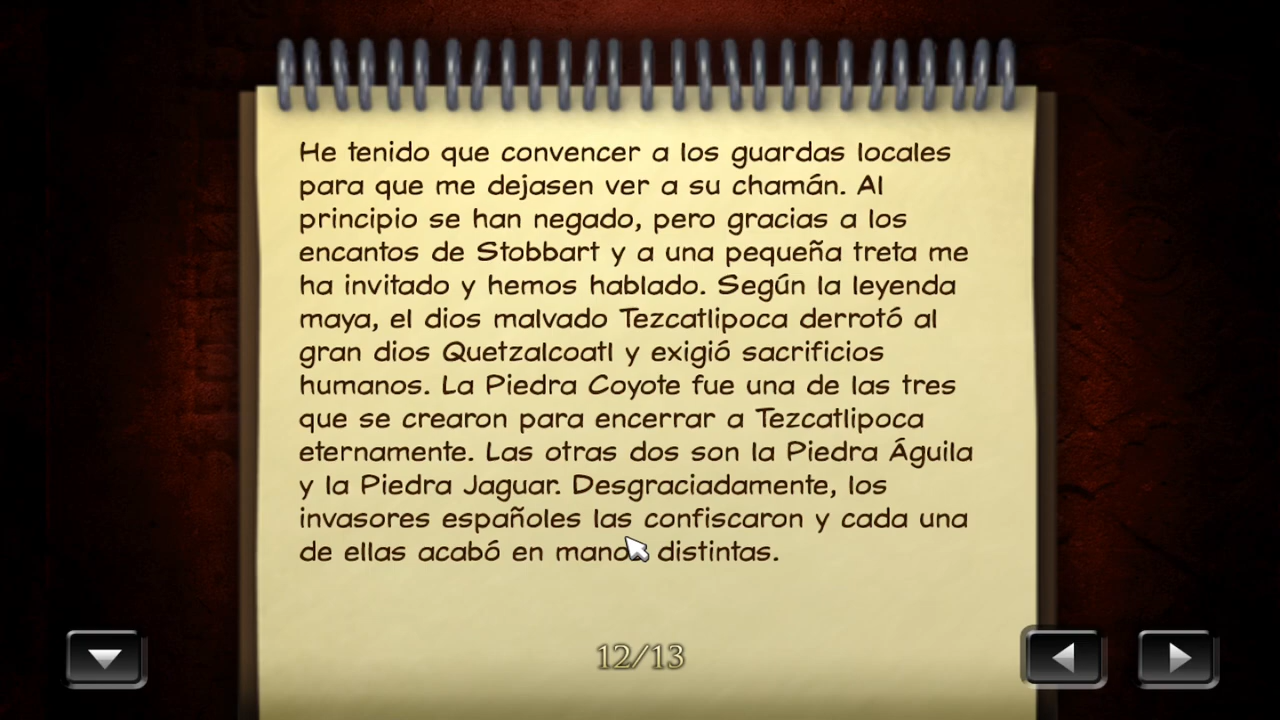 He tenido que convencer a los guardas locales
para que me dejasen ver a su chamán. Al
principio se han negado, pero gracias a los
encantos de Stobbart y a una pequeña treta me
ha invitado y hemos hablado. Según la leyenda
maya, el dios malvado Tezcatlipoca derrotó al
gran dios Quetzalcoatl y exigió sacrificios
humanos. La Piedra Coyote fue una de las tres
que se crearon para encerrar a Tezcatlipoca
eternamente. Las otras dos son la Piedra Águila
y la Piedra Jaguar. Desgraciadamente, los
invasores españoles las confiscaron y cada una
de ellas acabó en manos distintas.
12/13